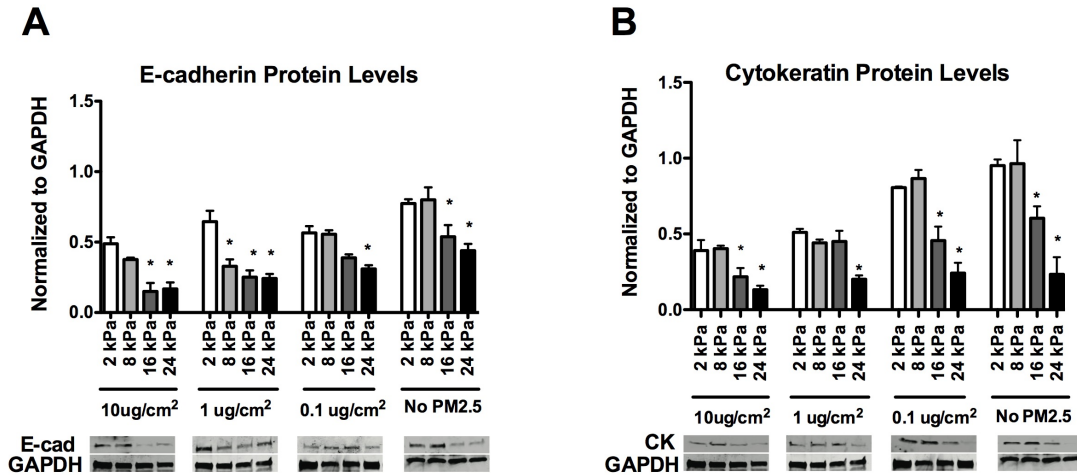 A
E-cadherin Protein Levels
Normalized to GAPDH
1.5
1.0
0.5
0.0
* * * * * * * *
2 kPa 8 kPa 16 kPa 24 kPa 2 kPa 8 kPa 16 kPa 24 kPa 2 kPa 8 kPa 16 kPa 24 kPa 2 kPa 8 kPa 16 kPa 24 kPa
10ug/cm² 1 ug/cm² 0.1 ug/cm² No PM2.5
E-cad
GAPDH
B
Cytokeratin Protein Levels
Normalized to GAPDH
1.5
1.0
0.5
0.0
* * * * * * *
2 kPa 8 kPa 16 kPa 24 kPa 2 kPa 8 kPa 16 kPa 24 kPa 2 kPa 8 kPa 16 kPa 24 kPa 2 kPa 8 kPa 16 kPa 24 kPa
10ug/cm² 1 ug/cm² 0.1 ug/cm² No PM2.5
CK
GAPDH